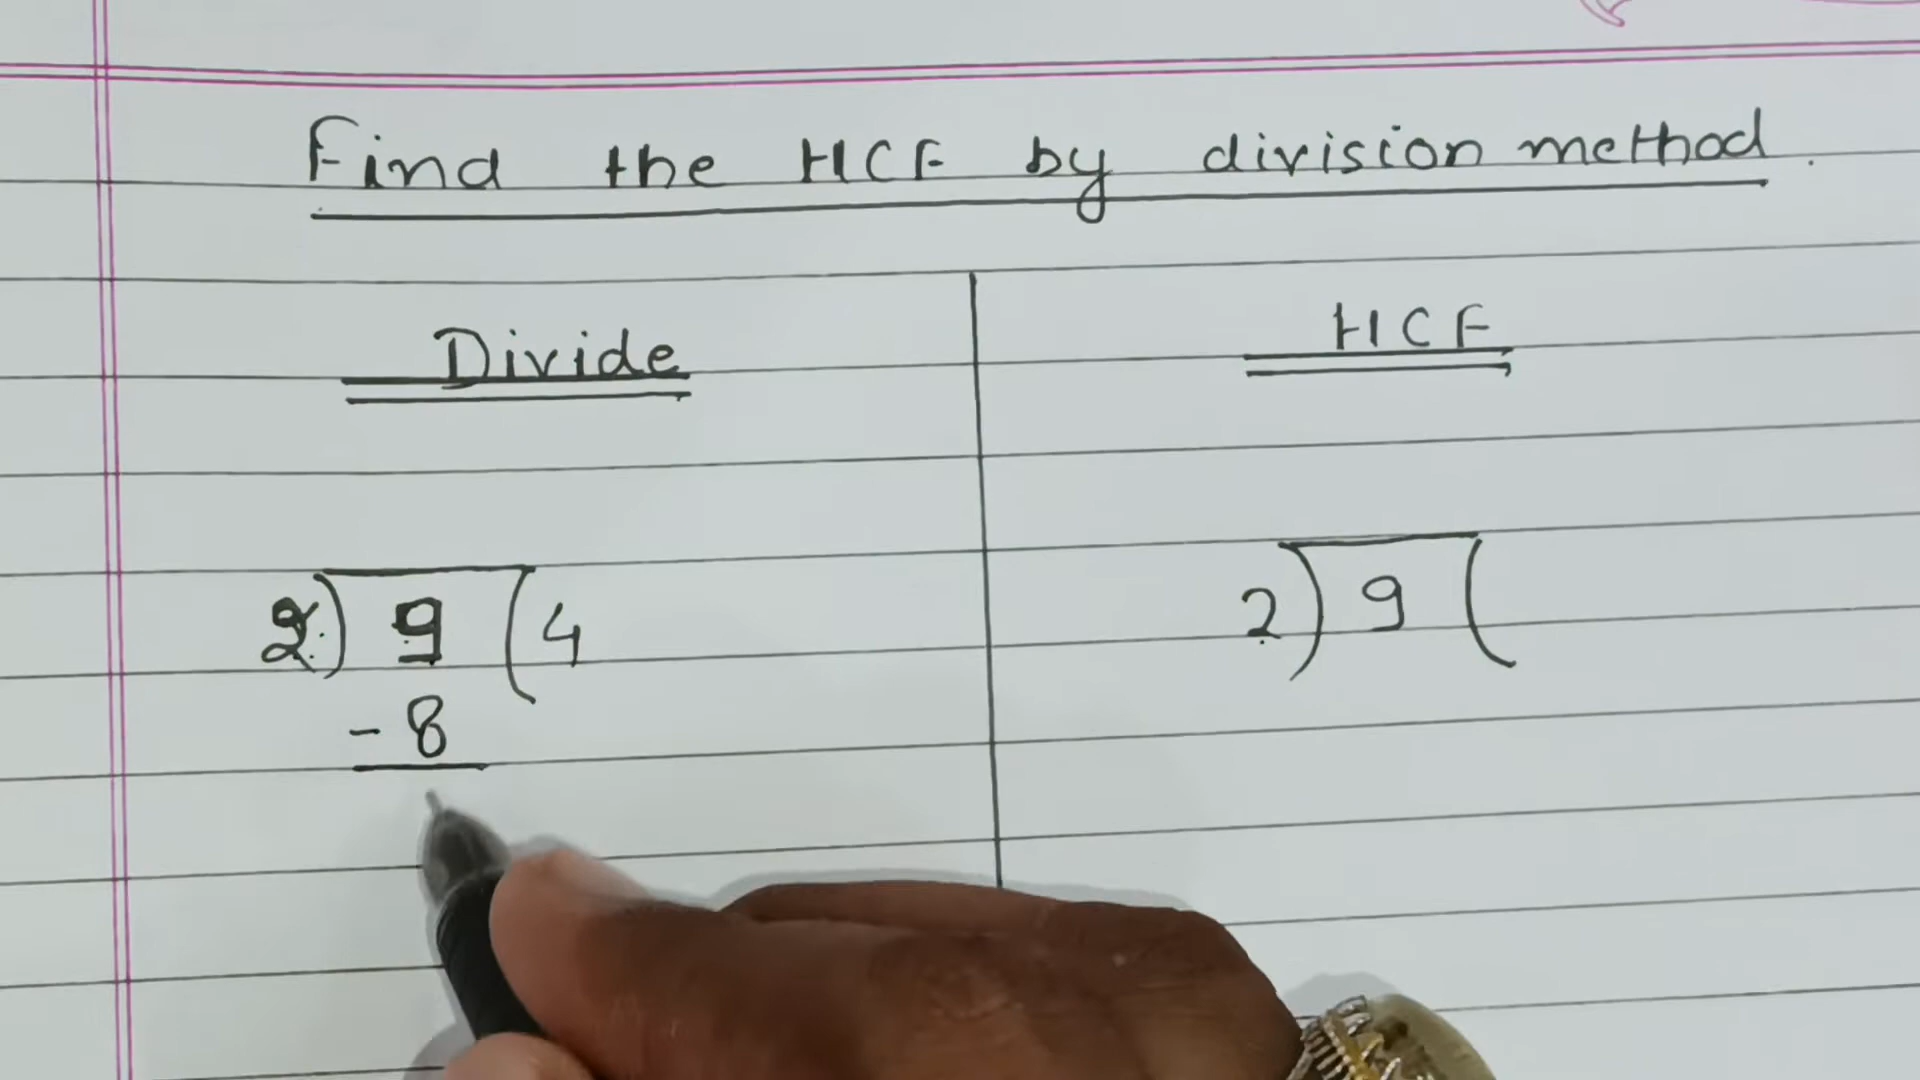 Find the HCF by division method.
Divide
HCF
2) 9 (4
- 8
2) 9 (